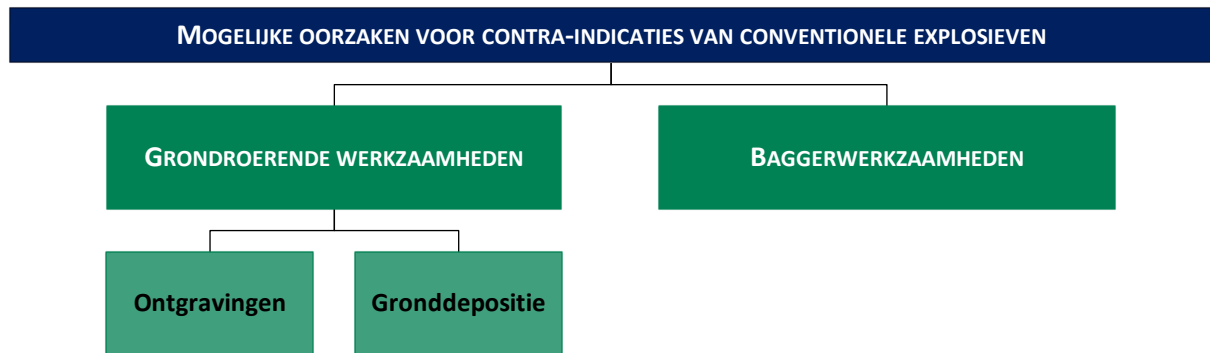 MOGELIJKE OORZAKEN VOOR CONTRA-INDICATIES VAN CONVENTIONELE EXPLOSIEVEN
GRONDROERENDE WERKZAAMHEDEN
BAGGERWERKZAAMHEDEN
Ontgravingen
Gronddepositie